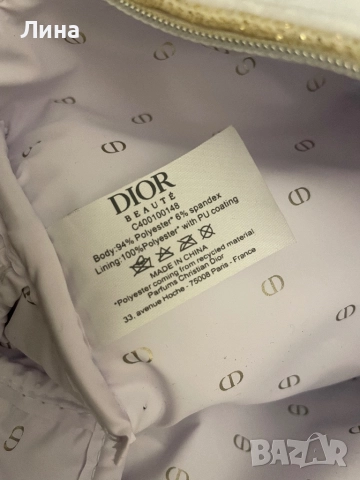 Лина
DIOR
BEAUTÉ
C400100148
Body:94% Polyester* 6% spandex
Lining:100%Polyester* with PU coating
MADE IN CHINA
*Polyester coming from recycled material
Parfums Christian Dior
33, avenue Hoche - 75008 Paris - France
BAZAR
bg